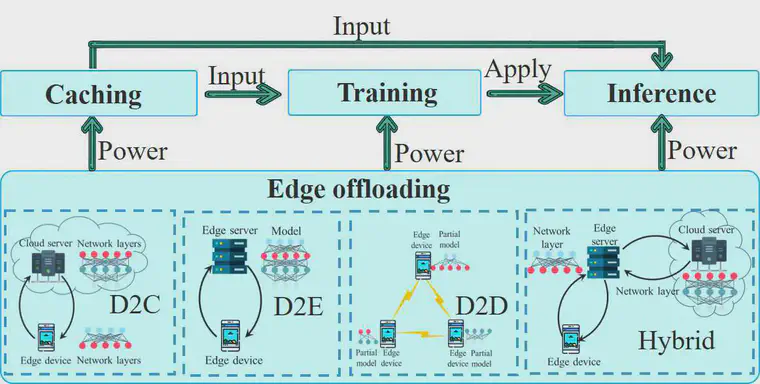 Input
Input
Apply
Caching
Training
Inference
Power
Power
Power
Edge offloading
Cloud server
Network layers
D2C
Edge device
Network layers
Edge server
Model
D2E
Edge device
Edge
device
Partial
model
D2D
Partial
model
Edge
device
Edge
device
Partial
model
Network
layer
Edge
server
Cloud server
Network layer
Edge device
Hybrid